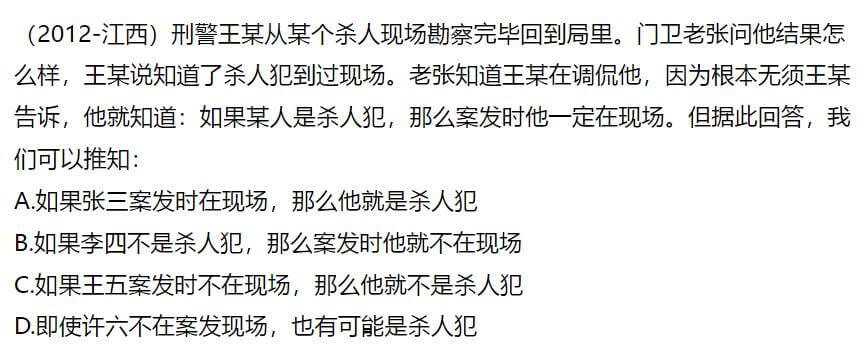 （2012-江西）刑警王某从某个杀人现场勘察完毕回到局里。门卫老张问他结果怎
么样，王某说知道了杀人犯到过现场。老张知道王某在调侃他，因为根本无须王某
告诉，他就知道：如果某人是杀人犯，那么案发时他一定在现场。但据此回答，我
们可以推知：
A.如果张三案发时在现场，那么他就是杀人犯
B.如果李四不是杀人犯，那么案发时他就不在现场
C.如果王五案发时不在现场，那么他就不是杀人犯
D.即使许六不在案发现场，也有可能是杀人犯